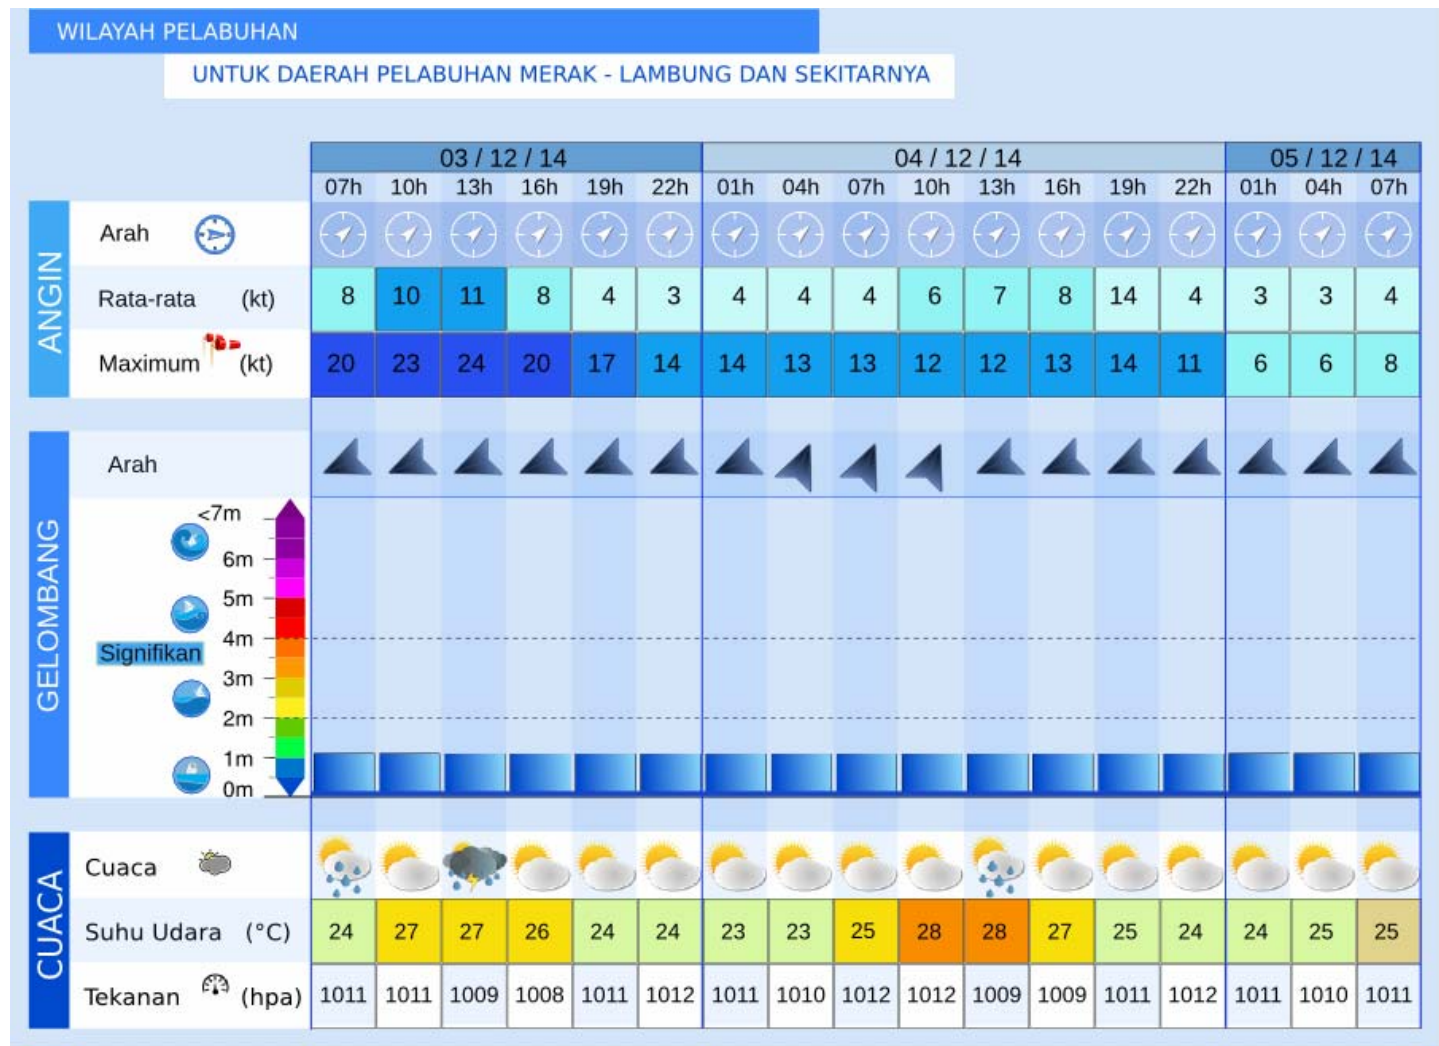 WILAYAH PELABUHAN
UNTUK DAERAH PELABUHAN MERAK - LAMBUNG DAN SEKITARNYA
03 / 12 / 14 04 / 12 / 14 05 / 12 / 14
07h 10h 13h 16h 19h 22h 01h 04h 07h 10h 13h 16h 19h 22h 01h 04h 07h
ANGIN
Arah
Rata-rata (kt) 8 10 11 8 4 3 4 4 4 6 7 8 14 4 3 3 4
Maximum (kt) 20 23 24 20 17 14 14 13 13 12 12 13 14 11 6 6 8
GELOMBANG
Arah
<7m
6m
5m
4m
Signifikan
3m
2m
1m
0m
CUACA
Cuaca
Suhu Udara (°C) 24 27 27 26 24 24 23 23 25 28 28 27 25 24 24 25 25
Tekanan (hpa) 1011 1011 1009 1008 1011 1012 1011 1010 1012 1012 1009 1009 1011 1012 1011 1010 1011